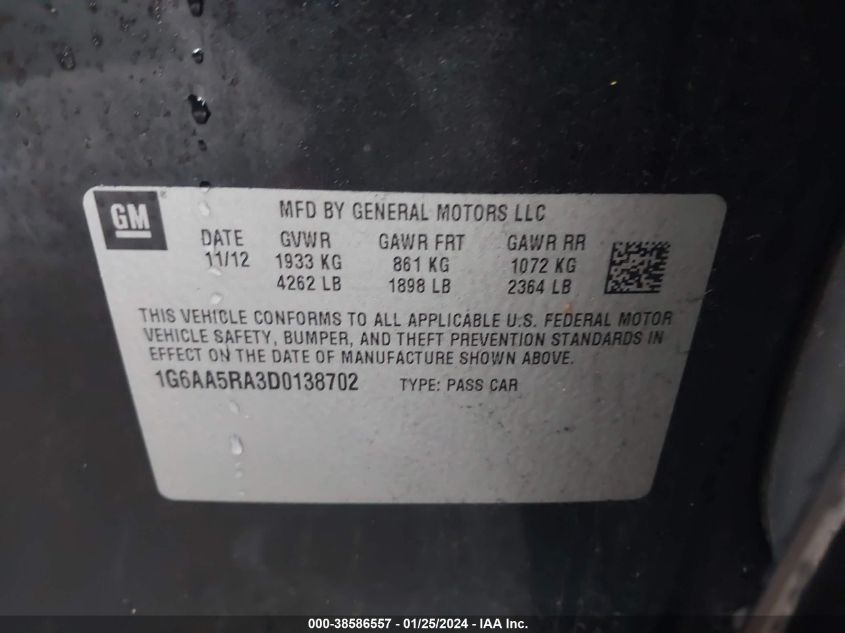 GM®
MFD BY GENERAL MOTORS LLC
DATE GVWR GAWR FRT GAWR RR
11/12 1933 KG 861 KG 1072 KG
4262 LB 1898 LB 2364 LB
THIS VEHICLE CONFORMS TO ALL APPLICABLE U.S. FEDERAL MOTOR
VEHICLE SAFETY, BUMPER, AND THEFT PREVENTION STANDARDS IN
EFFECT ON THE DATE OF MANUFACTURE SHOWN ABOVE.
1G6AA5RA3D0138702 TYPE: PASS CAR
000-38586557 - 01/25/2024 - IAA Inc.